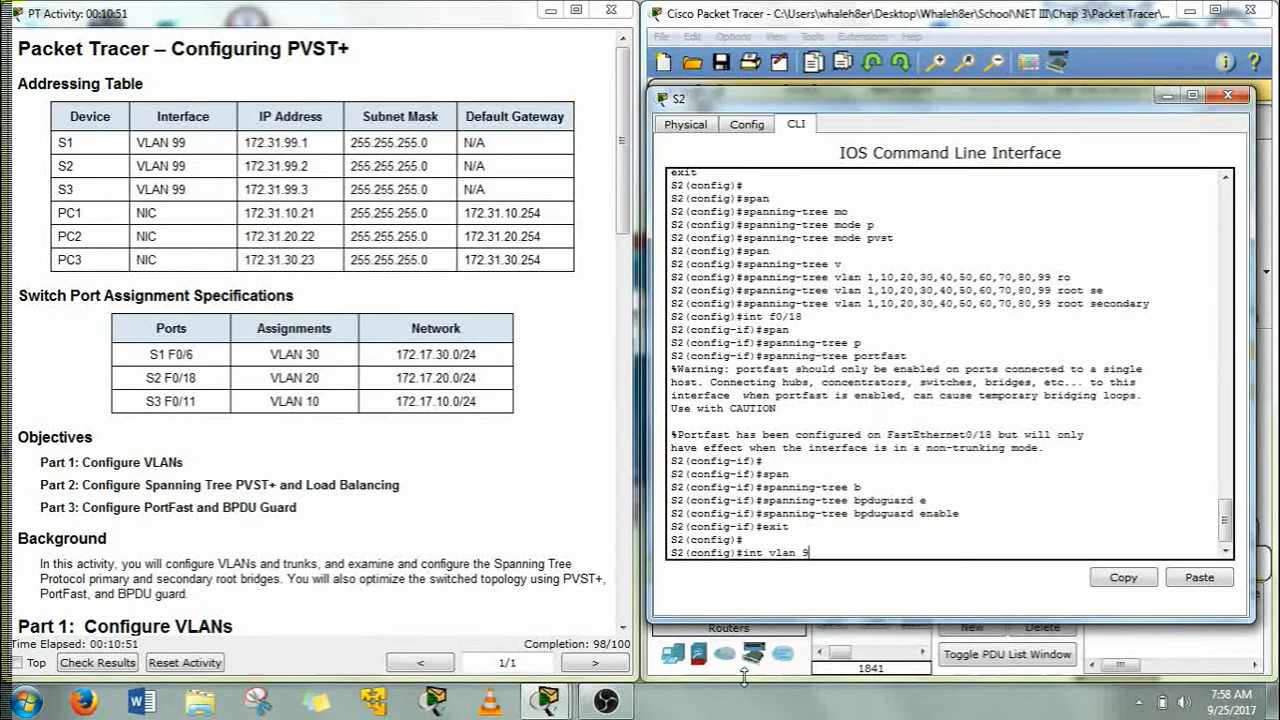 PT Activity: 00:10:51
Packet Tracer – Configuring PVST+
Addressing Table
Device Interface IP Address Subnet Mask Default Gateway
S1 VLAN 99 172.31.99.1 255.255.255.0 N/A
S2 VLAN 99 172.31.99.2 255.255.255.0 N/A
S3 VLAN 99 172.31.99.3 255.255.255.0 N/A
PC1 NIC 172.31.10.21 255.255.255.0 172.31.10.254
PC2 NIC 172.31.20.22 255.255.255.0 172.31.20.254
PC3 NIC 172.31.30.23 255.255.255.0 172.31.30.254
Switch Port Assignment Specifications
Ports Assignments Network
S1 F0/6 VLAN 30 172.17.30.0/24
S2 F0/18 VLAN 20 172.17.20.0/24
S3 F0/11 VLAN 10 172.17.10.0/24
Objectives
Part 1: Configure VLANs
Part 2: Configure Spanning Tree PVST+ and Load Balancing
Part 3: Configure PortFast and BPDU Guard
Background
In this activity, you will configure VLANs and trunks, and examine and configure the Spanning Tree
Protocol primary and secondary root bridges. You will also optimize the switched topology using PVST+,
PortFast, and BPDU guard.
Part 1: Configure VLANs
Time Elapsed: 00:10:51 Completion: 98/100
Top Check Results Reset Activity < 1/1 >
Cisco Packet Tracer - C:\Users\whaleh8er\Desktop\Whaleh8er\School\NET III\Chap 3\Packet Tracer\...
File Edit Options View Tools Extensions Help
S2
Physical Config CLI
IOS Command Line Interface
exit
S2(config)#
S2(config)#span
S2(config)#spanning-tree mo
S2(config)#spanning-tree mode p
S2(config)#spanning-tree mode pvst
S2(config)#span
S2(config)#spanning-tree v
S2(config)#spanning-tree vlan 1,10,20,30,40,50,60,70,80,99 ro
S2(config)#spanning-tree vlan 1,10,20,30,40,50,60,70,80,99 root se
S2(config)#spanning-tree vlan 1,10,20,30,40,50,60,70,80,99 root secondary
S2(config)#int f0/18
S2(config-if)#span
S2(config-if)#spanning-tree p
S2(config-if)#spanning-tree portfast
%Warning: portfast should only be enabled on ports connected to a single
host. Connecting hubs, concentrators, switches, bridges, etc... to this
interface when portfast is enabled, can cause temporary bridging loops.
Use with CAUTION
%Portfast has been configured on FastEthernet0/18 but will only
have effect when the interface is in a non-trunking mode.
S2(config-if)#
S2(config-if)#span
S2(config-if)#spanning-tree b
S2(config-if)#spanning-tree bpduguard e
S2(config-if)#spanning-tree bpduguard enable
S2(config-if)#exit
S2(config)#
S2(config)#int vlan 9
Copy Paste
Routers New Delete
Toggle PDU List Window
1841
7:58 AM
9/25/2017